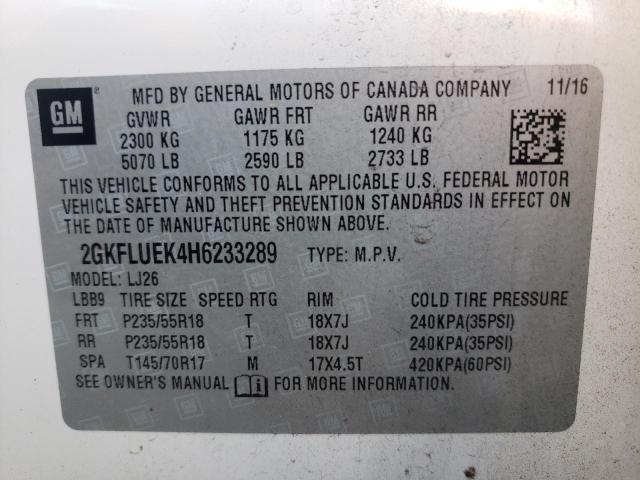 GM® MFD BY GENERAL MOTORS OF CANADA COMPANY 11/16
GVWR GAWR FRT GAWR RR
2300 KG 1175 KG 1240 KG
5070 LB 2590 LB 2733 LB
THIS VEHICLE CONFORMS TO ALL APPLICABLE U.S. FEDERAL MOTOR
VEHICLE SAFETY AND THEFT PREVENTION STANDARDS IN EFFECT ON
THE DATE OF MANUFACTURE SHOWN ABOVE.
2GKFLUEK4H6233289 TYPE: M.P.V.
MODEL: LJ26
LBB9 TIRE SIZE SPEED RTG RIM COLD TIRE PRESSURE
FRT P235/55R18 T 18X7J 240KPA(35PSI)
RR P235/55R18 T 18X7J 240KPA(35PSI)
SPA T145/70R17 M 17X4.5T 420KPA(60PSI)
SEE OWNER'S MANUAL FOR MORE INFORMATION.